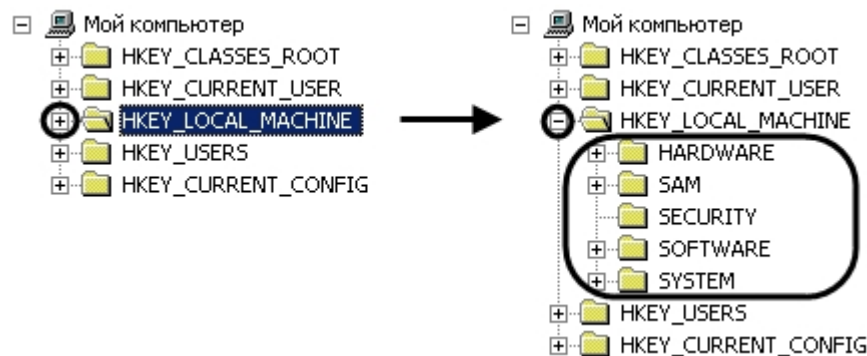 Мой компьютер
HKEY_CLASSES_ROOT
HKEY_CURRENT_USER
HKEY_LOCAL_MACHINE
HKEY_USERS
HKEY_CURRENT_CONFIG
Мой компьютер
HKEY_CLASSES_ROOT
HKEY_CURRENT_USER
HKEY_LOCAL_MACHINE
HARDWARE
SAM
SECURITY
SOFTWARE
SYSTEM
HKEY_USERS
HKEY_CURRENT_CONFIG